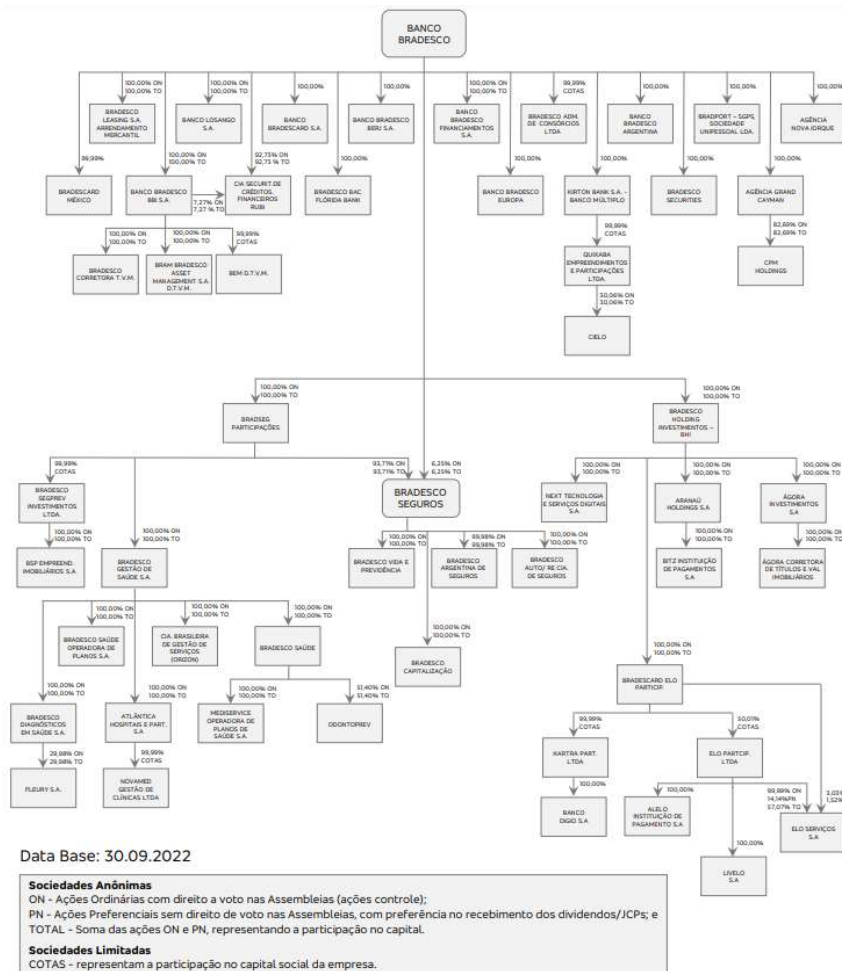 BANCO
BRADESCO
100,00% ON
100,00% TO
100,00% ON
100,00% TO
100,00%
100,00%
100,00% ON
100,00% TO
99,99%
COTAS
100,00%
100,00%
100,00%
BRADESCO
LEASING S.A.
ARRENDAMENTO
MERCANTIL
BANCO LOSANGO
S.A.
BANCO
BRADESCARD S.A.
BANCO BRADESCO
BERJ S.A.
BANCO
BRADESCO
FINANCIAMENTOS
S.A.
BRADESCO ADM.
DE CONSÓRCIOS
LTDA
BANCO
BRADESCO
ARGENTINA
BRADPORT – SGPS,
SOCIEDADE
UNIPESSOAL LDA.
AGÊNCIA
NOVA IORQUE
99,99%
100,00% ON
100,00% TO
92,73% ON
92,73 % TO
100,00%
100,00%
100,00%
100,00%
100,00%
BRADESCARD
MÉXICO
BANCO BRADESCO
BBI S.A.
7,27% ON
7,27 % TO
CIA SECURIT.DE
CRÉDITOS.
FINANCEIROS
RUBI
BRADESCO BAC
FLÓRIDA BANK
BANCO BRADESCO
EUROPA
KIRTON BANK S.A. -
BANCO MÚLTIPLO
BRADESCO
SECURITIES
AGÊNCIA GRAND
CAYMAN
100,00% ON
100,00% TO
100,00% ON
100,00% TO
99,99%
COTAS
99,99%
COTAS
82,69% ON
82,69% TO
BRADESCO
CORRETORA T.V.M.
BRAM BRADESCO
ASSET
MANAGEMENT S.A.
D.T.V.M.
BEM D.T.V.M.
QUIXABA
EMPREENDIMENTOS
E PARTICIPAÇÕES
LTDA.
CPM
HOLDINGS
30,06% ON
30,06% TO
CIELO
100,00% ON
100,00% TO
100,00% ON
100,00% TO
BRADSEG
PARTICIPAÇÕES
BRADESCO
HOLDING
INVESTIMENTOS –
BHI
99,99%
COTAS
93,71% ON
93,71% TO
6,25% ON
6,25% TO
100,00% ON
100,00% TO
100,00% ON
100,00% TO
100,00% ON
100,00% TO
BRADESCO
SEGPREV
INVESTIMENTOS
LTDA.
BRADESCO
SEGUROS
NEXT TECNOLOGIA
E SERVIÇOS DIGITAIS
S.A.
ARANAÚ
HOLDINGS S.A
ÁGORA
INVESTIMENTOS
S.A
100,00% ON
100,00% TO
100,00% ON
100,00% TO
100,00% ON
100,00% TO
99,98% ON
99,98% TO
100,00% ON
100,00% TO
100,00% ON
100,00% TO
100,00% ON
100,00% TO
BSP EMPREEND.
IMOBILIÁRIOS S.A.
BRADESCO
GESTÃO DE
SAÚDE S.A.
BRADESCO VIDA E
PREVIDÊNCIA
BRADESCO
ARGENTINA DE
SEGUROS
BRADESCO
AUTO/ RE CIA.
DE SEGUROS
BITZ INSTITUIÇÃO
DE PAGAMENTOS
S.A
ÁGORA CORRETORA
DE TÍTULOS E VAL
IMOBILIÁRIOS
100,00% ON
100,00% TO
100,00% ON
100,00% TO
100,00% ON
100,00% TO
100,00% ON
100,00% TO
100,00% ON
100,00% TO
BRADESCO SAÚDE
OPERADORA DE
PLANOS S.A.
CIA. BRASILEIRA
DE GESTÃO DE
SERVIÇOS
(ORIZON)
BRADESCO SAÚDE
BRADESCO
CAPITALIZAÇÃO
BRADESCARD ELO
PARTICIP.
100,00% ON
100,00% TO
100,00% ON
100,00% TO
100,00% ON
100,00% TO
51,40% ON
51,40% TO
99,99%
COTAS
50,01%
COTAS
BRADESCO
DIAGNÓSTICOS
EM SAÚDE S.A.
ATLÂNTICA
HOSPITAIS E PART.
S.A
MEDISERVICE
OPERADORA DE
PLANOS DE
SAÚDE S.A.
ODONTOPREV
KARTRA PART.
LTDA
ELO PARTCIP.
LTDA
29,98% ON
29,98% TO
99,99%
COTAS
100,00%
100,00%
99,99% ON
14,14%PN
57,07% TO
3,03%
1,52%
FLEURY S.A.
NOVAMED
GESTÃO DE
CLÍNICAS LTDA
BANCO
DIGIO S.A
ALELO
INSTITUIÇÃO DE
PAGAMENTO S.A
ELO SERVIÇOS
S.A
100,00%
LIVELO
S.A
Data Base: 30.09.2022
Sociedades Anônimas
ON - Ações Ordinárias com direito a voto nas Assembleias (ações controle);
PN - Ações Preferenciais sem direito de voto nas Assembleias, com preferência no recebimento dos dividendos/JCPs; e
TOTAL - Soma das ações ON e PN, representando a participação no capital.
Sociedades Limitadas
COTAS - representam a participação no capital social da empresa.